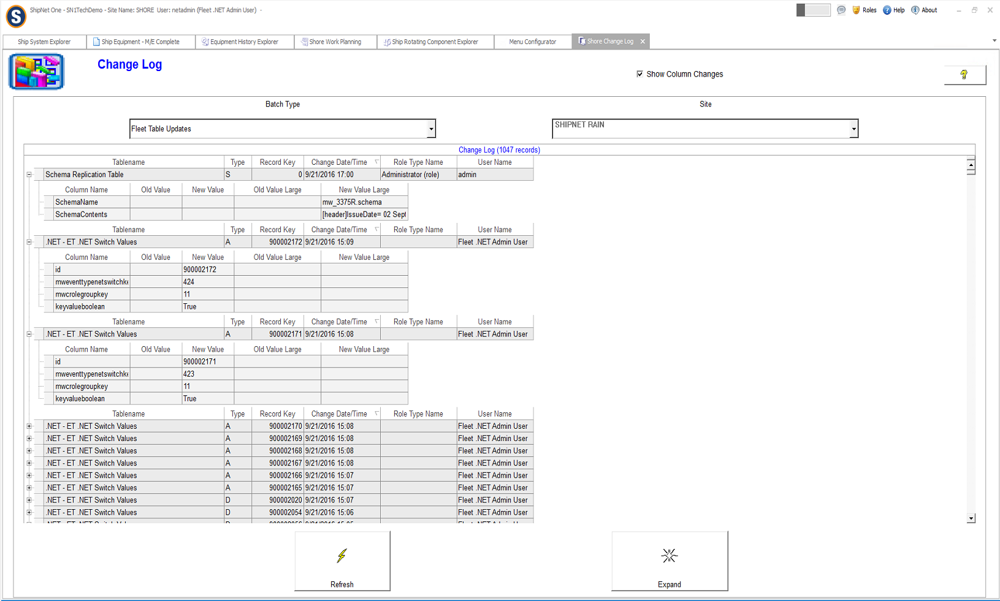 ShipNet One - SN1TechDemo - Site Name: SHORE User: netadmin (Fleet .NET Admin User) -
Roles Help About
S
Ship System Explorer Ship Equipment - M/E Complete Equipment History Explorer Shore Work Planning Ship Rotating Component Explorer Menu Configurator Shore Change Log
Change Log
Show Column Changes
Batch Type Site
Fleet Table Updates SHIPNET RAIN
Change Log (1047 records)
Tablename Type Record Key Change Date/Time Role Type Name User Name
Schema Replication Table S 0 9/21/2016 17:00 Administrator (role) admin
Column Name Old Value New Value Old Value Large New Value Large
SchemaName mw_3375R.schema
SchemaContents [header]IssueDate= 02 Sept
Tablename Type Record Key Change Date/Time Role Type Name User Name
.NET - ET .NET Switch Values A 900002172 9/21/2016 15:09 Fleet .NET Admin User
Column Name Old Value New Value Old Value Large New Value Large
id 900002172
mweventtypenetswitchke 424
mwcrolegroupkey 11
keyvalueboolean True
Tablename Type Record Key Change Date/Time Role Type Name User Name
.NET - ET .NET Switch Values A 900002171 9/21/2016 15:08 Fleet .NET Admin User
Column Name Old Value New Value Old Value Large New Value Large
id 900002171
mweventtypenetswitchke 423
mwcrolegroupkey 11
keyvalueboolean True
Tablename Type Record Key Change Date/Time Role Type Name User Name
.NET - ET .NET Switch Values A 900002170 9/21/2016 15:08 Fleet .NET Admin User
.NET - ET .NET Switch Values A 900002169 9/21/2016 15:08 Fleet .NET Admin User
.NET - ET .NET Switch Values A 900002168 9/21/2016 15:08 Fleet .NET Admin User
.NET - ET .NET Switch Values A 900002167 9/21/2016 15:08 Fleet .NET Admin User
.NET - ET .NET Switch Values A 900002166 9/21/2016 15:07 Fleet .NET Admin User
.NET - ET .NET Switch Values A 900002165 9/21/2016 15:07 Fleet .NET Admin User
.NET - ET .NET Switch Values D 900002020 9/21/2016 15:07 Fleet .NET Admin User
.NET - ET .NET Switch Values D 900002054 9/21/2016 15:06 Fleet .NET Admin User
Refresh Expand